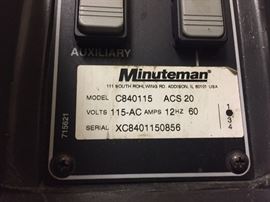 AUXILIARY
Minuteman®
111 SOUTH ROHLWING RD. ADDISON, IL 60101 USA
MODEL C840115 ACS 20
VOLTS 115-AC AMPS 12 HZ 60
SERIAL XC8401150856
1
3
4
715621